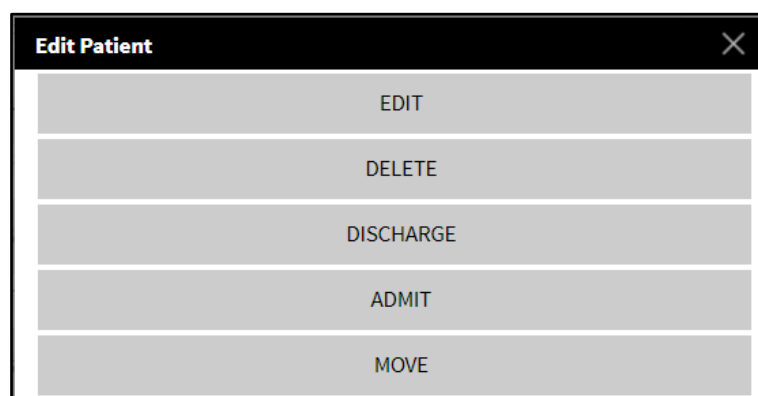 Edit Patient
EDIT
DELETE
DISCHARGE
ADMIT
MOVE